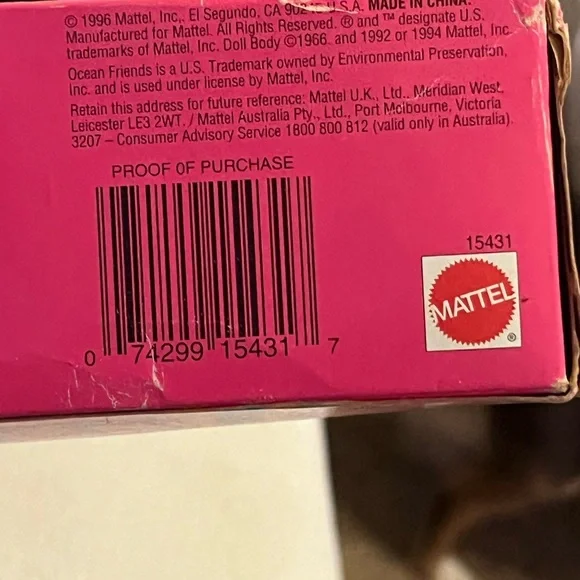 © 1996 Mattel, Inc., El Segundo, CA U.S.A. MADE IN CHINA.
Manufactured for Mattel. All Rights Reserved. ® and ™ designate U.S.
trademarks of Mattel, Inc. Doll Body ©1966 and 1992 or 1994 Mattel, Inc.
Ocean Friends is a U.S. Trademark owned by Environmental Preservation,
Inc. and is used under license by Mattel, Inc.
Retain this address for future reference: Mattel U.K., Ltd., Meridian West,
Leicester LE3 2WT. / Mattel Australia Pty., Ltd., Port Melbourne, Victoria
3207 – Consumer Advisory Service 1800 800 812 (valid only in Australia).
PROOF OF PURCHASE
0 74299 15431 7
15431
MATTEL
®